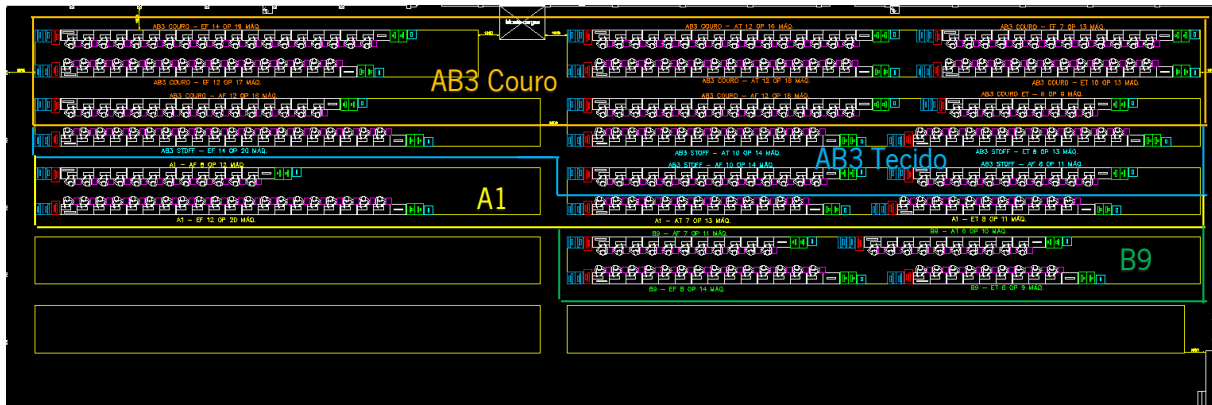 Monta-cargas
AB3 COURO - EF 14 OP 19 MÁQ.
AB3 COURO - AT 12 OP 16 MÁQ.
AB3 COURO - EF 7 OP 13 MÁQ.
AB3 Couro
AB3 COURO - EF 12 OP 17 MÁQ.
AB3 COURO - AT 12 OP 18 MÁQ.
AB3 COURO - ET 10 OP 13 MÁQ.
AB3 COURO - AF 12 OP 16 MÁQ.
AB3 COURO - AF 12 OP 18 MÁQ.
AB3 COURO ET - 6 OP 9 MÁQ.
AB3 STOFF - EF 14 OP 20 MÁQ.
AB3 STOFF - AT 10 OP 14 MÁQ.
AB3 STOFF - ET 8 OP 13 MÁQ.
AB3 Tecido
A1 - AF 8 OP 12 MÁQ.
AB3 STOFF - AF 10 OP 14 MÁQ.
AB3 STOFF - AF 6 OP 11 MÁQ.
A1
A1 - EF 12 OP 20 MÁQ.
A1 - AT 7 OP 13 MÁQ.
A1 - ET 8 OP 11 MÁQ.
B9 - AF 7 OP 11 MÁQ.
B9 - AT 6 OP 10 MÁQ.
B9
B9 - EF 8 OP 14 MÁQ.
B9 - ET 6 OP 9 MÁQ.